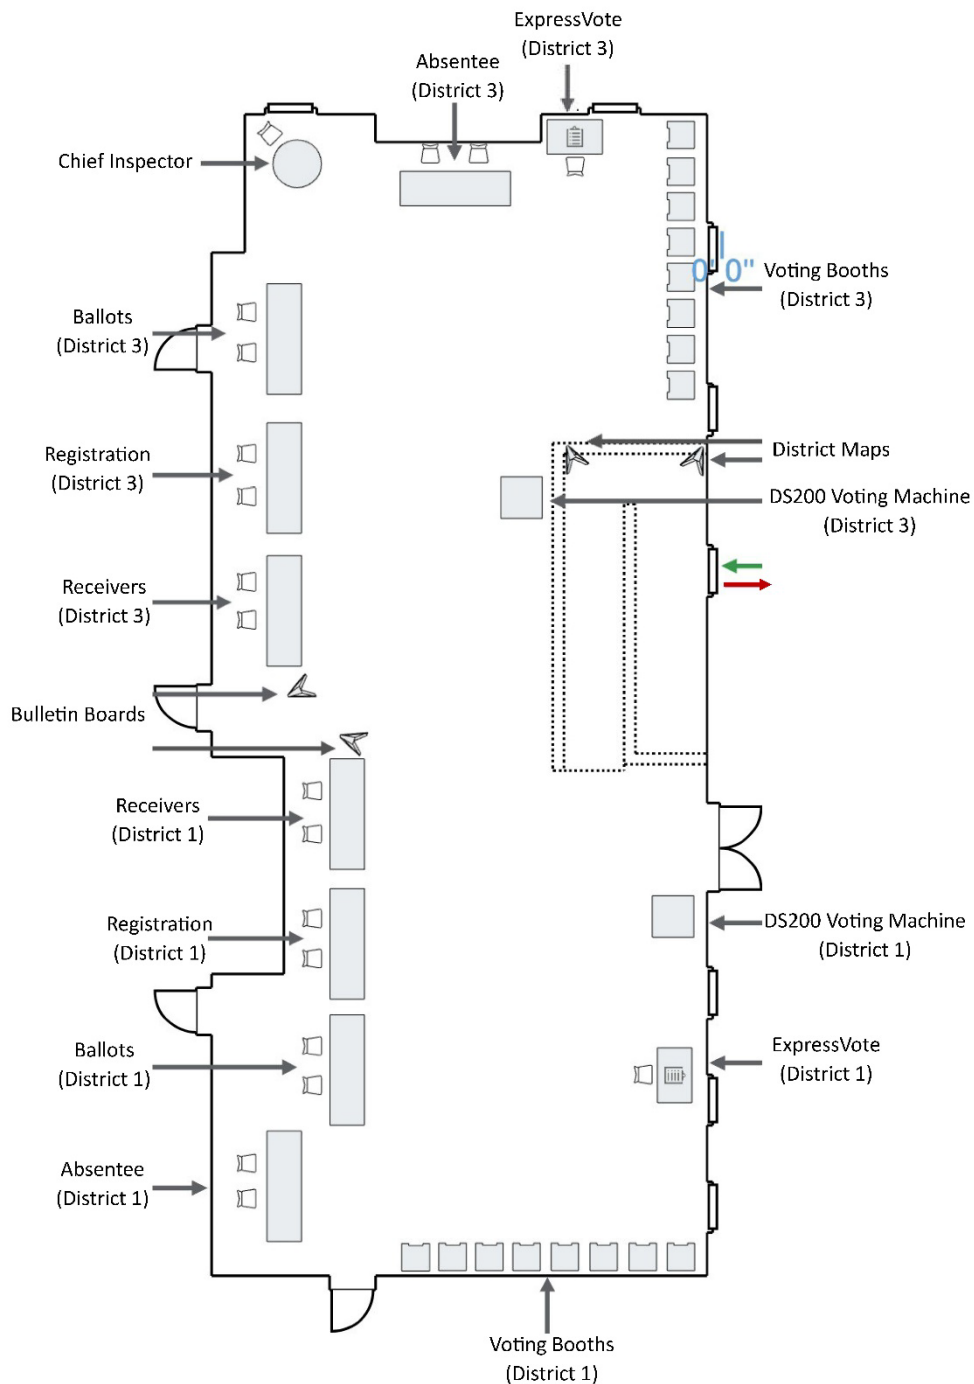 ExpressVote
(District 3)
Absentee
(District 3)
Chief Inspector
0' 0"
Voting Booths
(District 3)
Ballots
(District 3)
Registration
(District 3)
District Maps
DS200 Voting Machine
(District 3)
Receivers
(District 3)
Bulletin Boards
Receivers
(District 1)
Registration
(District 1)
DS200 Voting Machine
(District 1)
Ballots
(District 1)
ExpressVote
(District 1)
Absentee
(District 1)
Voting Booths
(District 1)